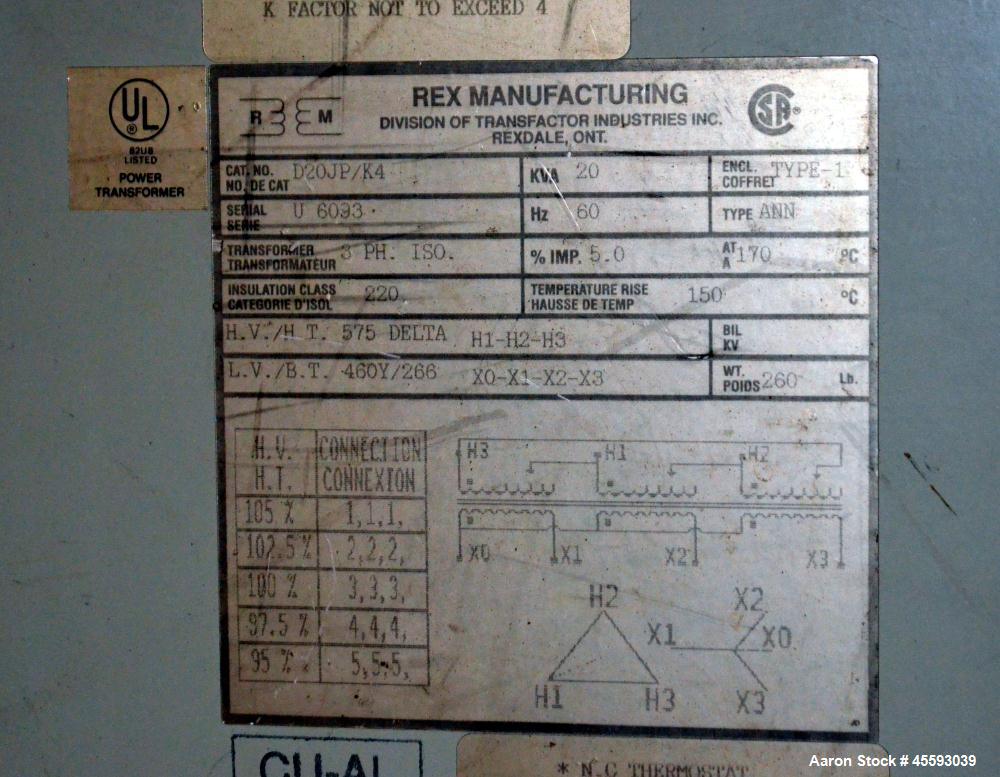 K FACTOR NOT TO EXCEED 4
UL
®
82U8
LISTED
POWER
TRANSFORMER
R E M
REX MANUFACTURING
DIVISION OF TRANSFACTOR INDUSTRIES INC.
REXDALE, ONT.
SA ®
CAT. NO. D20JP/K4
NO. DE CAT
KVA 20
ENCL. TYPE-1
COFFRET
SERIAL U 6093
SERIE
Hz 60
TYPE ANN
TRANSFORMER 3 PH. ISO.
TRANSFORMATEUR
% IMP. 5.0
AT 170 ºC
A
INSULATION CLASS 220
CATEGORIE D'ISOL
TEMPERATURE RISE 150 ºC
HAUSSE DE TEMP
H.V./H.T. 575 DELTA H1-H2-H3
BIL
KV
L.V./B.T. 460Y/266 X0-X1-X2-X3
WT. 260 Lb.
POIDS
H.V. CONNECTION
H.T. CONNEXION
105 % 1,1,1,
102.5 % 2,2,2,
100 % 3,3,3,
97.5 % 4,4,4,
95 % 5,5,5,
H3 H1 H2
X0 X1 X2 X3
H2
H1 H3
X2
X1 X0
X3
CU-AL
* N.C THERMOSTAT
Aaron Stock # 45593039